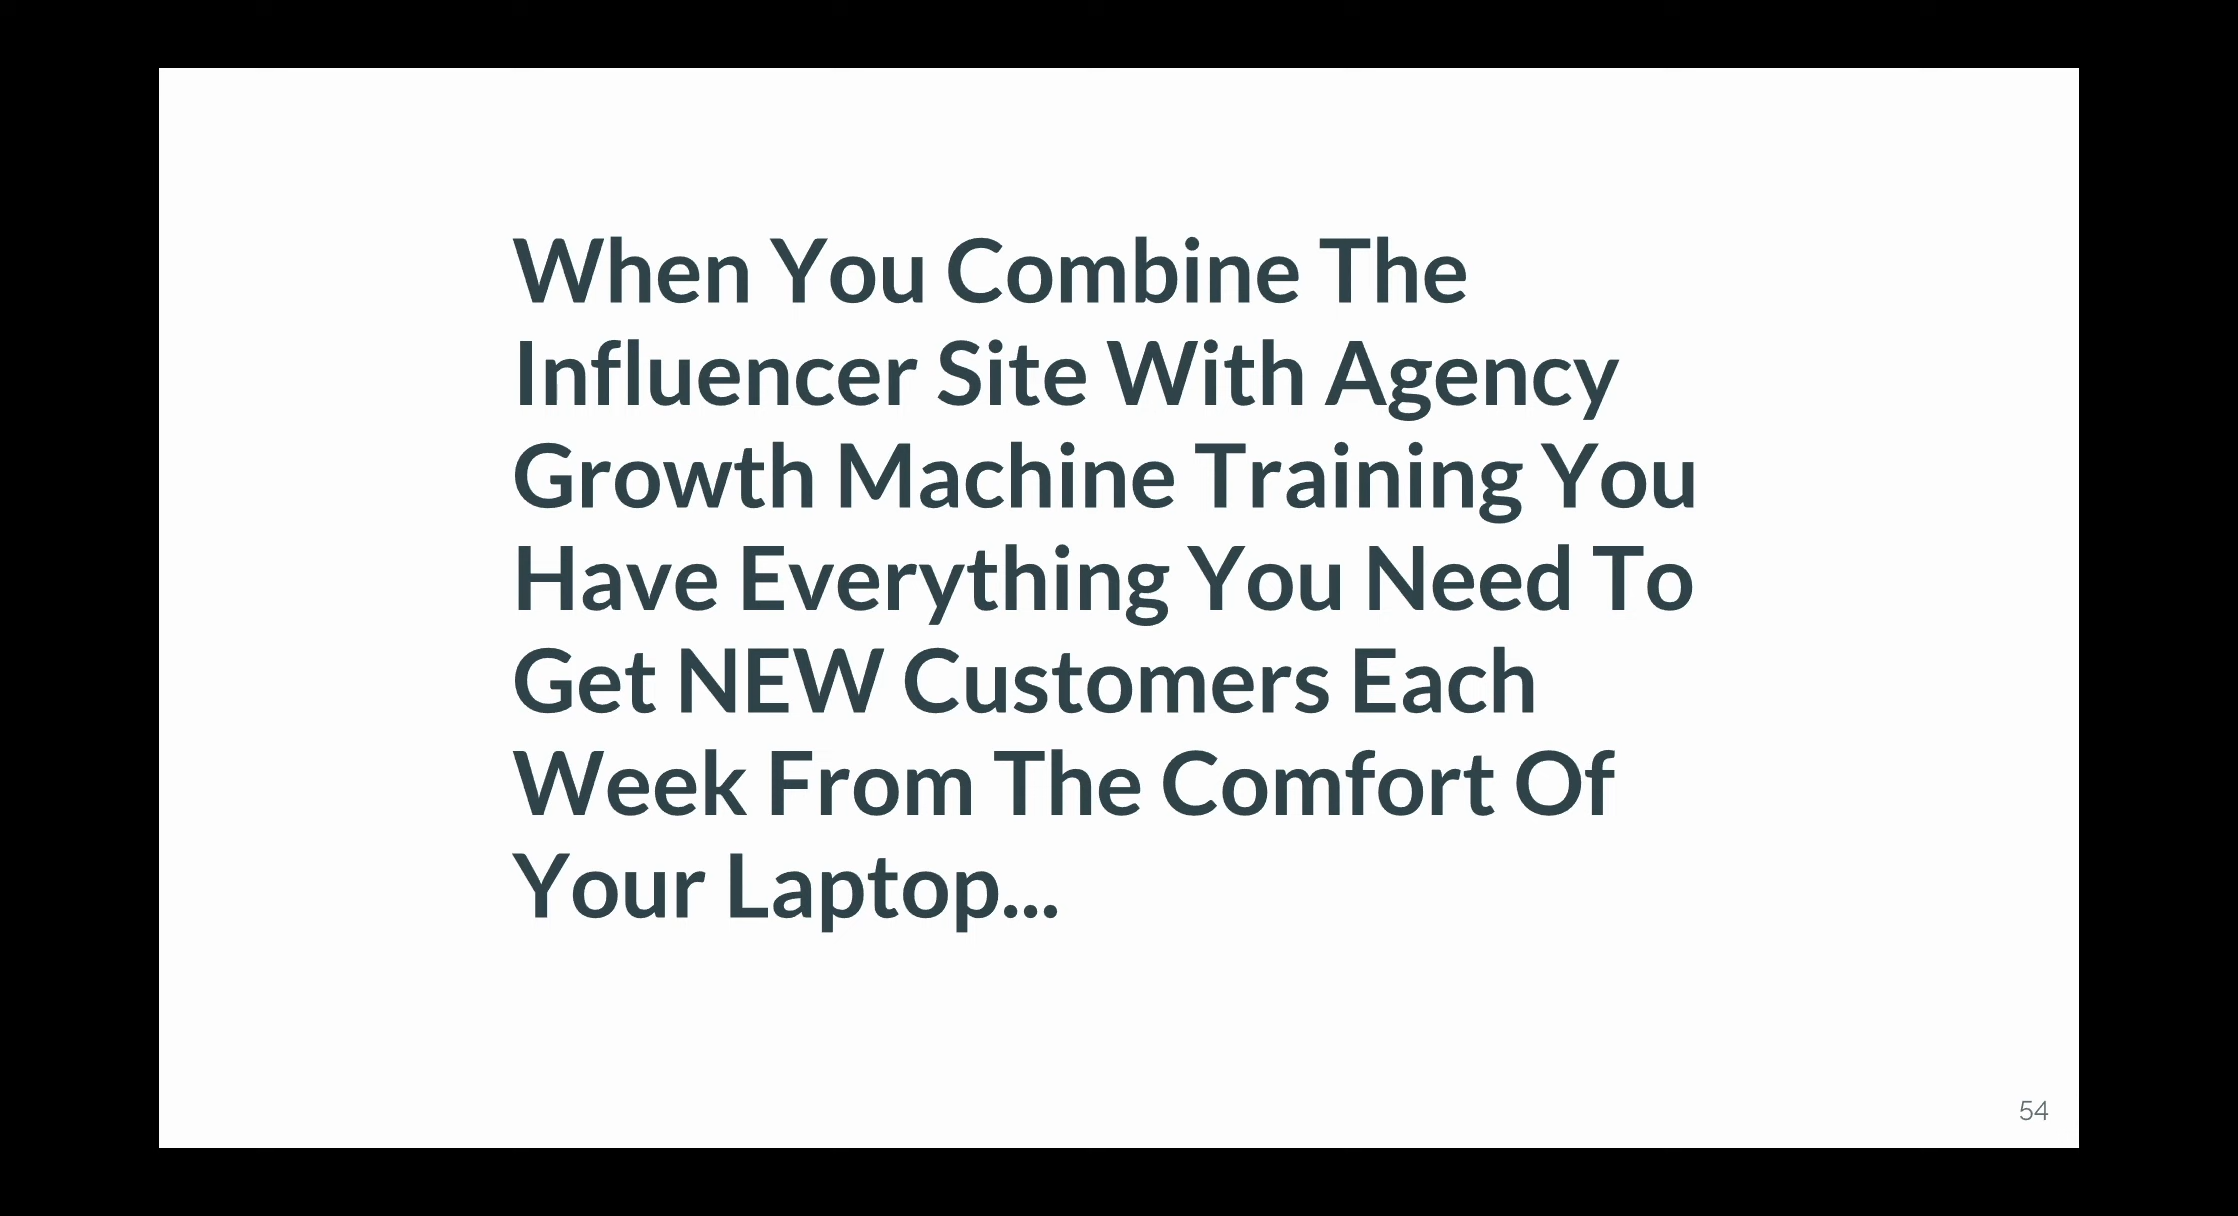 When You Combine The
Influencer Site With Agency
Growth Machine Training You
Have Everything You Need To
Get NEW Customers Each
Week From The Comfort Of
Your Laptop...
54